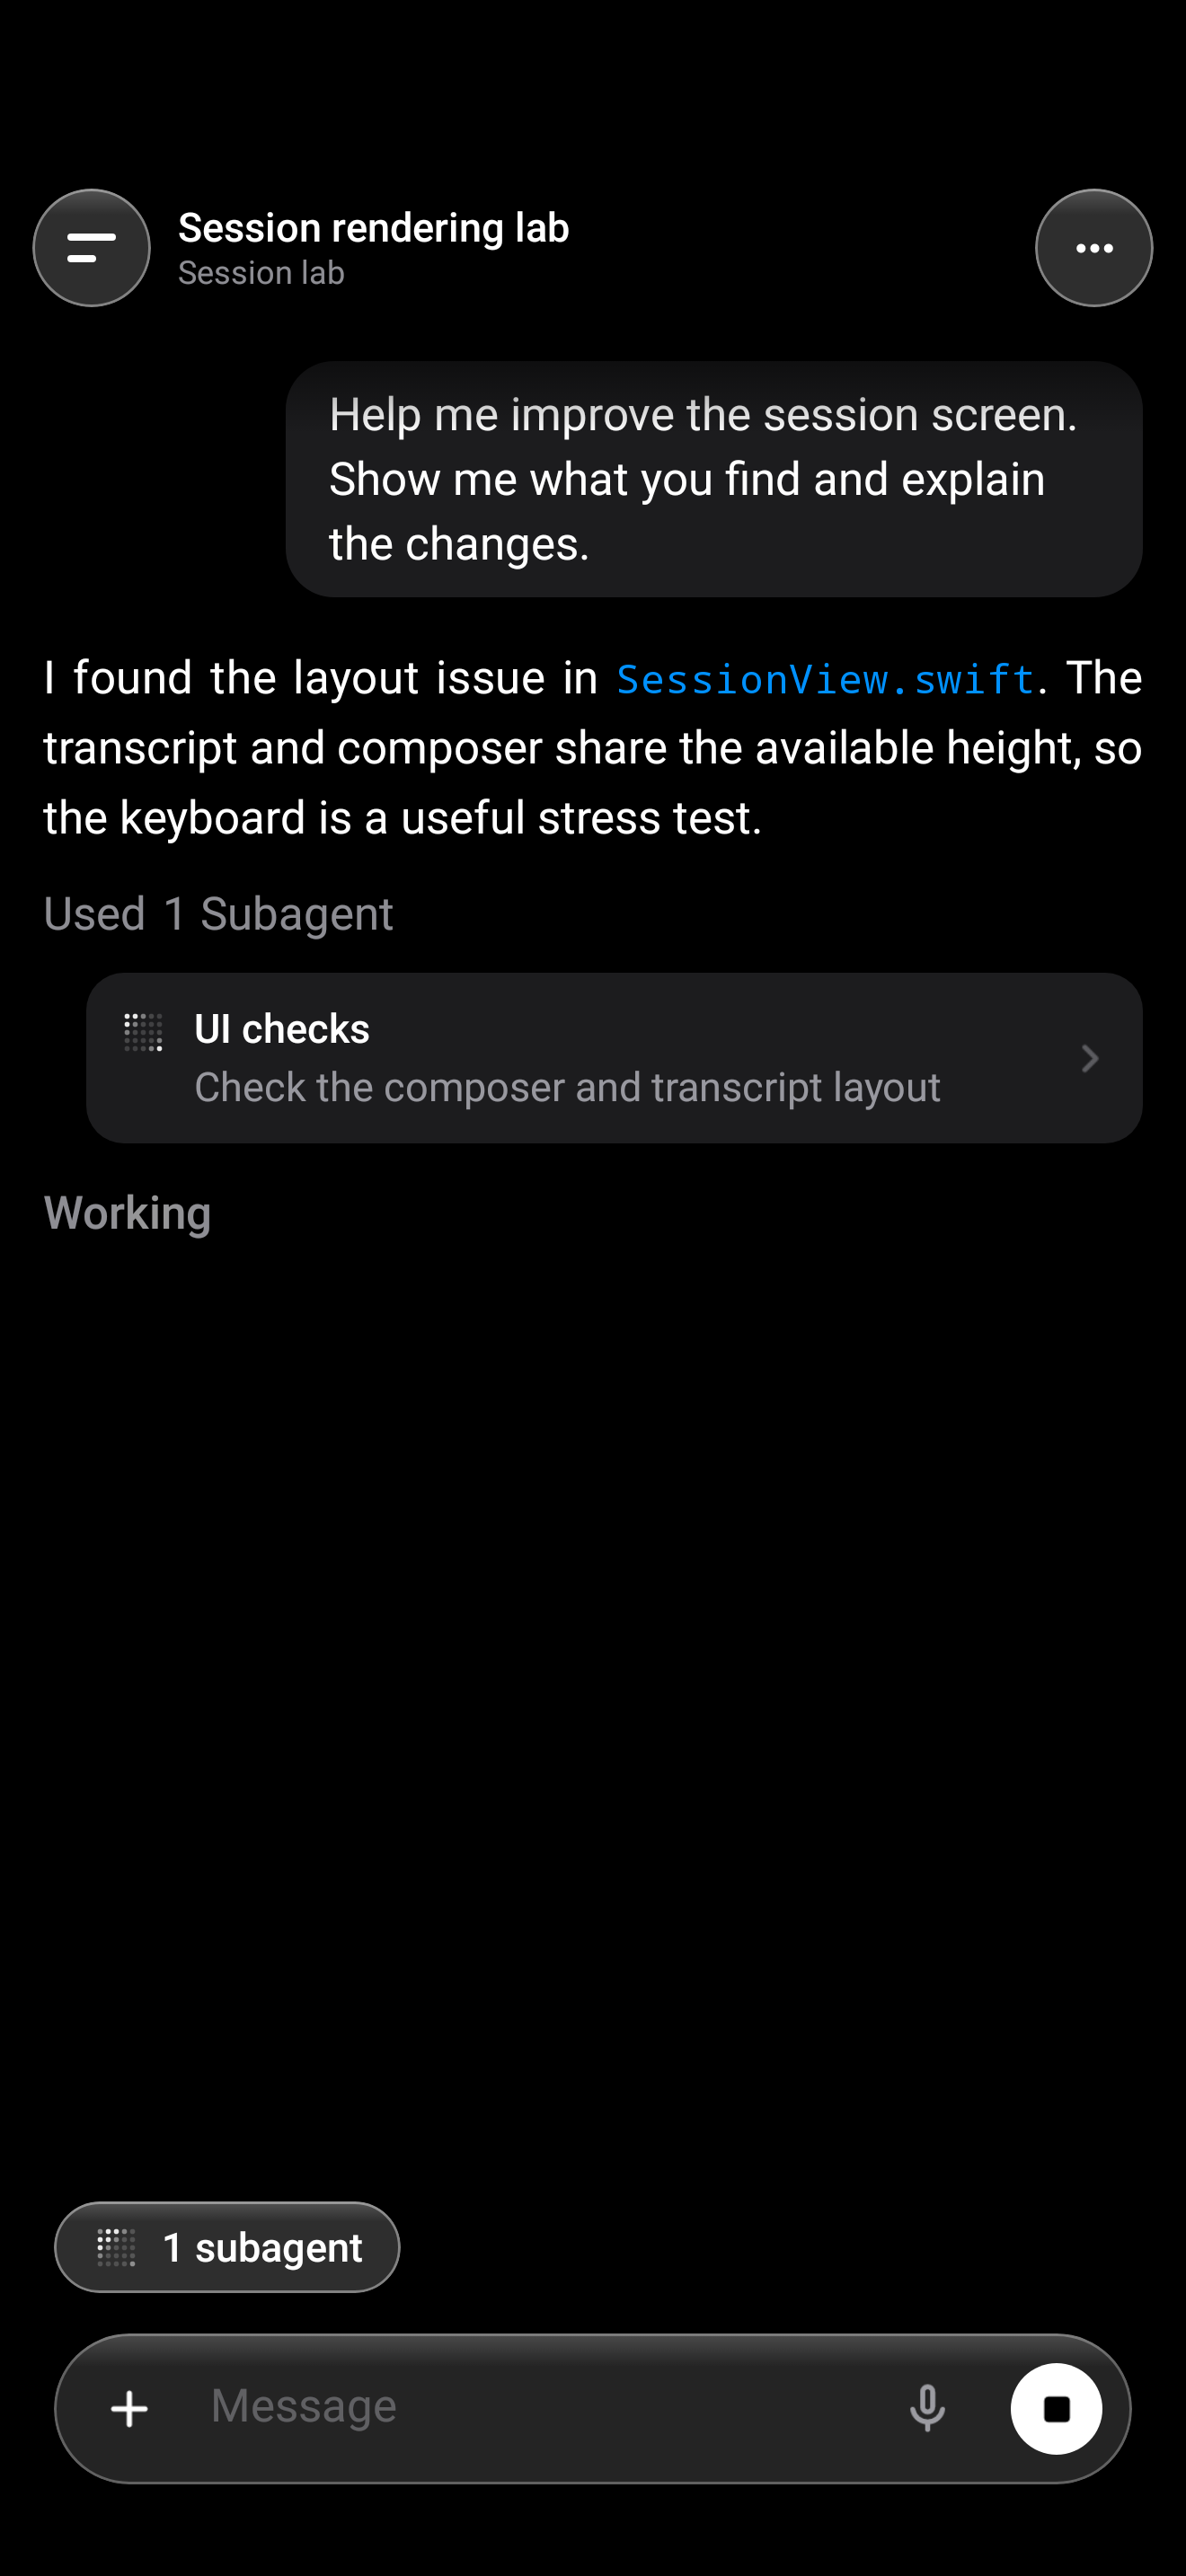 Session rendering lab
Session lab
Help me improve the session screen.
Show me what you find and explain
the changes.
I found the layout issue in SessionView.swift. The
transcript and composer share the available height, so
the keyboard is a useful stress test.
Used 1 Subagent
UI checks
Check the composer and transcript layout
Working
1 subagent
Message